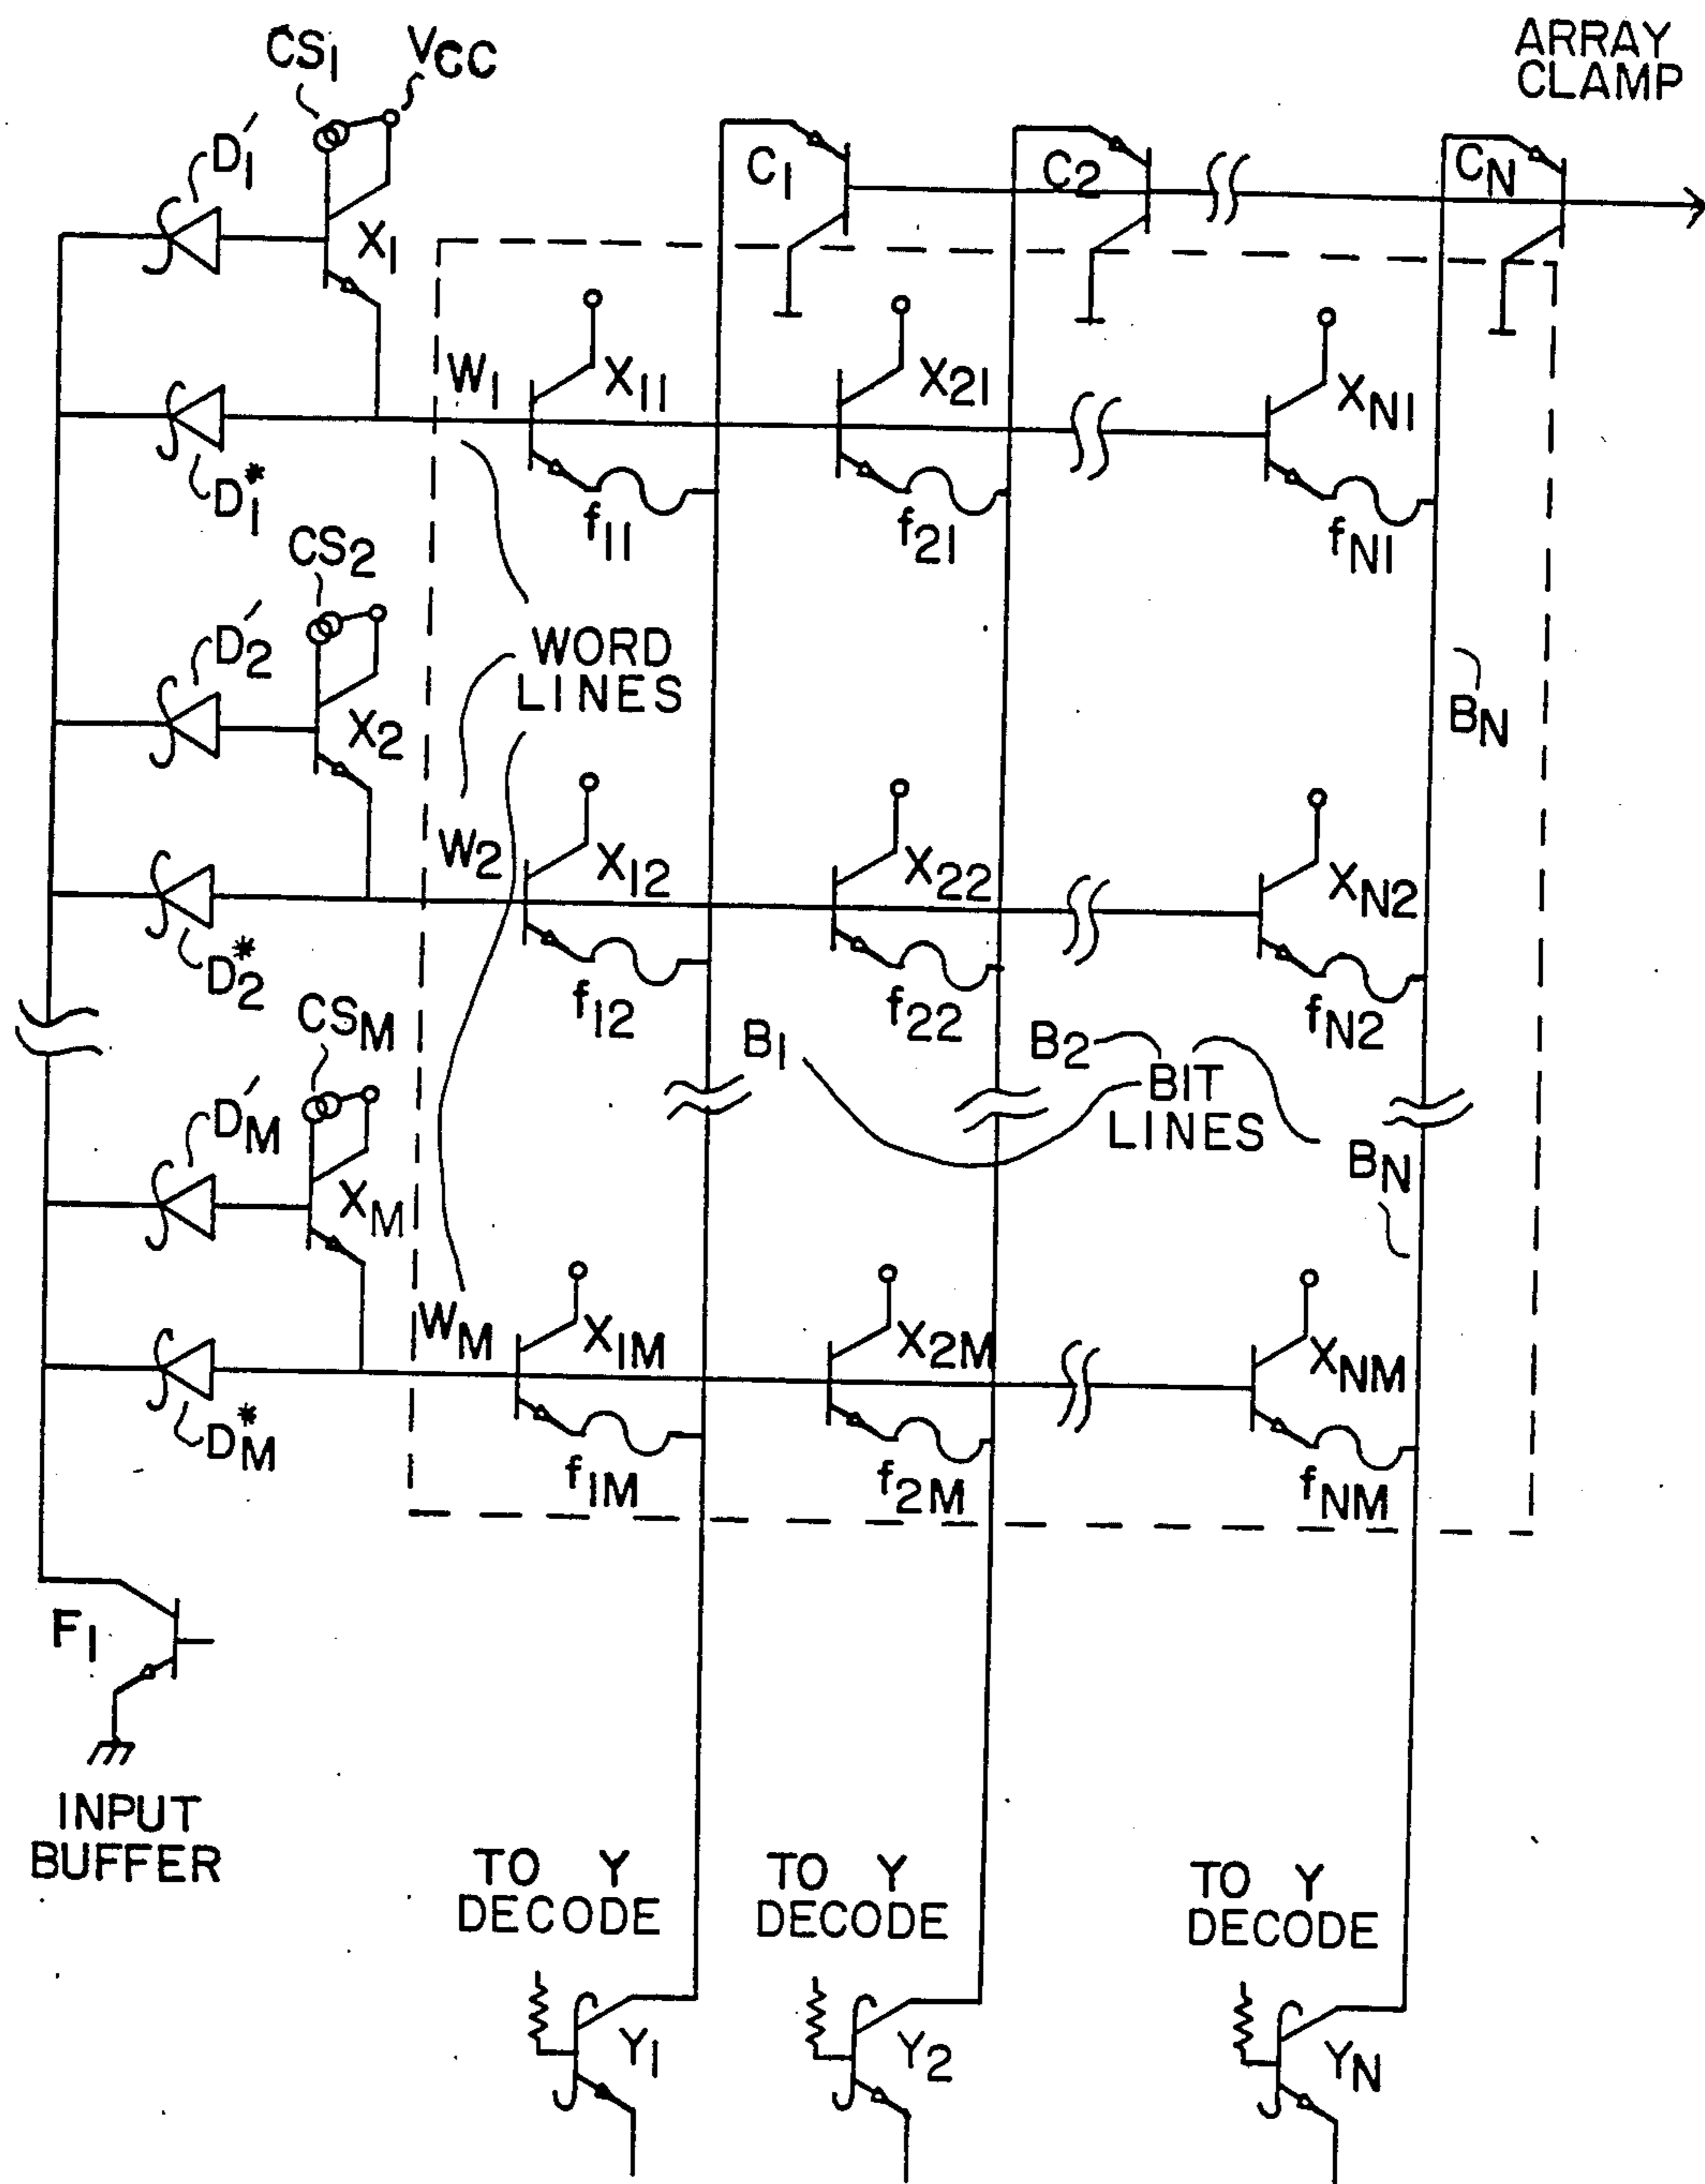 ARRAY
CLAMP
CS1
VCC
D1′
X1
C1
C2
CN
W1
X11
X21
XN1
D1*
f11
f21
fN1
CS2
D2′
X2
WORD
LINES
BN
W2
X12
X22
XN2
D2*
f12
f22
fN2
CSM
B1
B2
BIT
LINES
BN
DM′
XM
WM
X1M
X2M
XNM
DM*
f1M
f2M
fNM
F1
INPUT
BUFFER
TO Y
DECODE
TO Y
DECODE
TO Y
DECODE
Y1
Y2
YN